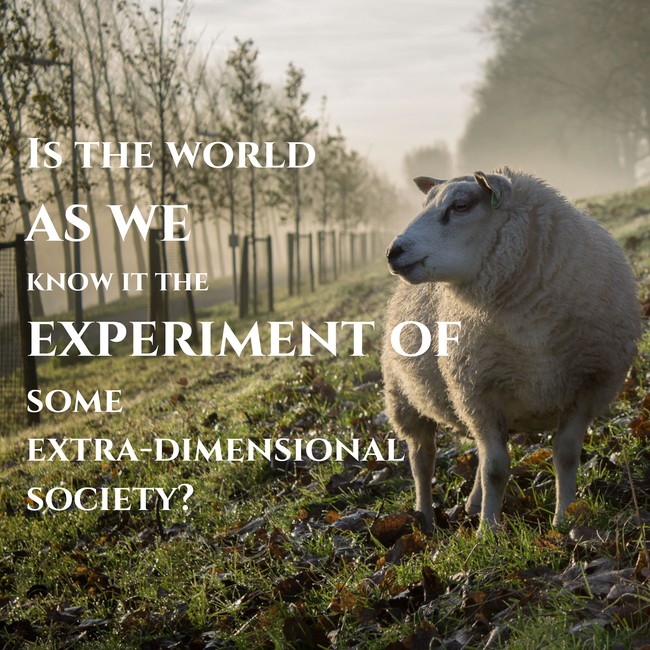 Is the world
as we
know it the
experiment of
some
extra-dimensional
society?